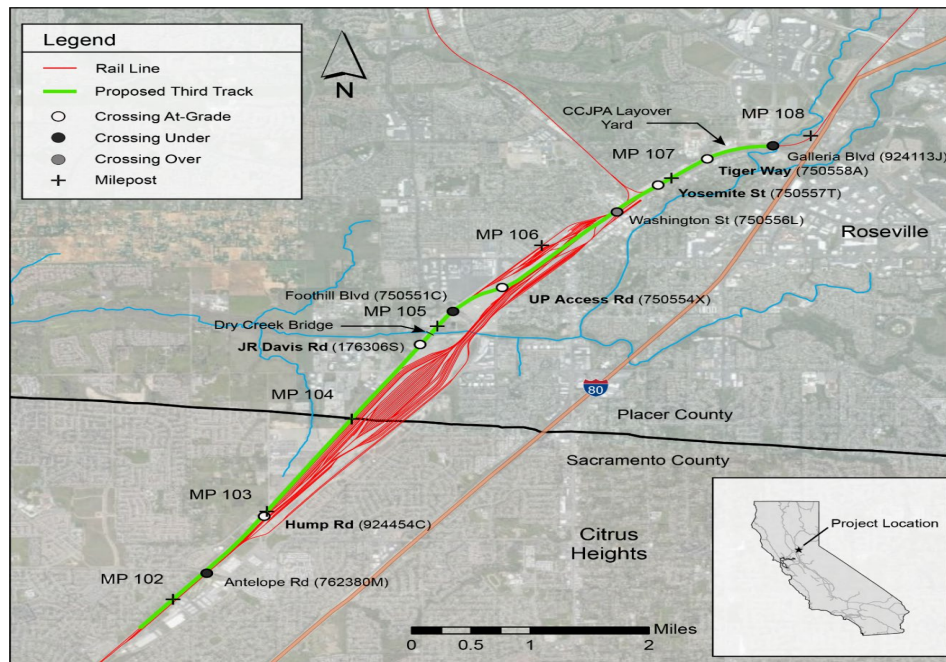 Legend
Rail Line
Proposed Third Track
Crossing At-Grade
Crossing Under
Crossing Over
Milepost
N
CCJPA Layover
Yard
MP 108
Galleria Blvd (924113J)
MP 107
Tiger Way (750558A)
Yosemite St (750557T)
Washington St (750556L)
Roseville
MP 106
Foothill Blvd (750551C)
UP Access Rd (750554X)
MP 105
Dry Creek Bridge
JR Davis Rd (176306S)
80
MP 104
Placer County
Sacramento County
MP 103
Hump Rd (924454C)
Citrus
Heights
Project Location
MP 102
Antelope Rd (762380M)
Miles
0 0.5 1 2